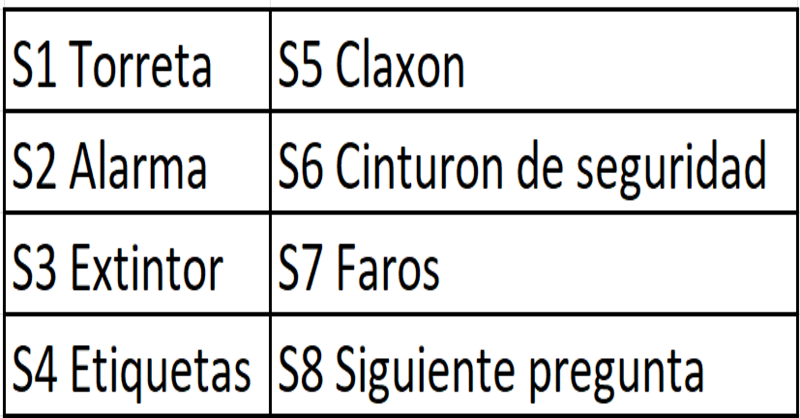 S1 Torreta
S5 Claxon
S2 Alarma
S6 Cinturon de seguridad
S3 Extintor
S7 Faros
S4 Etiquetas
S8 Siguiente pregunta